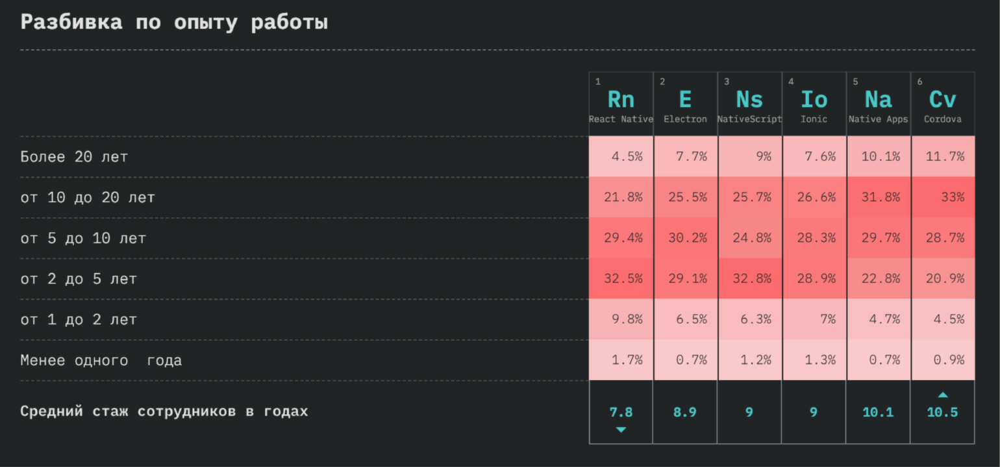 Разбивка по опыту работы
1 2 3 4 5 6
Rn E Ns Io Na Cv
React Native Electron NativeScript Ionic Native Apps Cordova
Более 20 лет 4.5% 7.7% 9% 7.6% 10.1% 11.7%
от 10 до 20 лет 21.8% 25.5% 25.7% 26.6% 31.8% 33%
от 5 до 10 лет 29.4% 30.2% 24.8% 28.3% 29.7% 28.7%
от 2 до 5 лет 32.5% 29.1% 32.8% 28.9% 22.8% 20.9%
от 1 до 2 лет 9.8% 6.5% 6.3% 7% 4.7% 4.5%
Менее одного года 1.7% 0.7% 1.2% 1.3% 0.7% 0.9%
Средний стаж сотрудников в годах 7.8 8.9 9 9 10.1 10.5